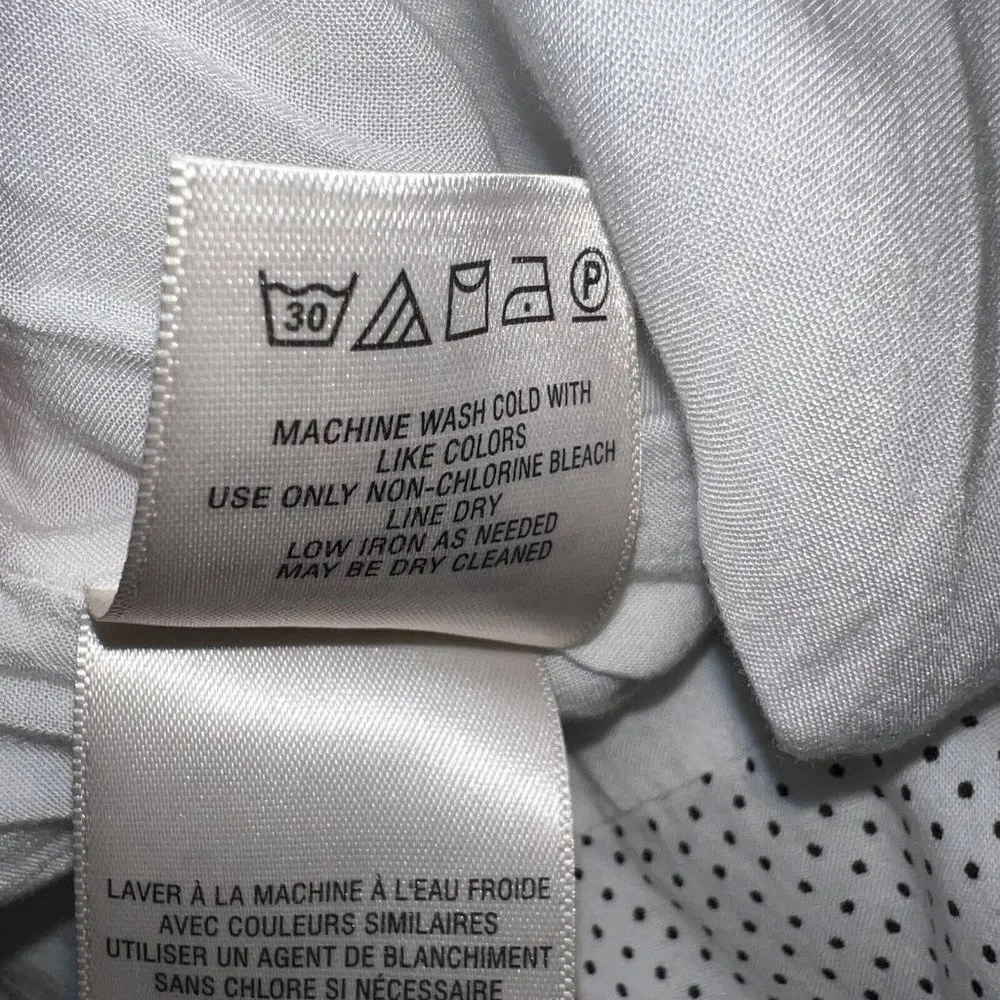 30 P
MACHINE WASH COLD WITH
LIKE COLORS
USE ONLY NON-CHLORINE BLEACH
LINE DRY
LOW IRON AS NEEDED
MAY BE DRY CLEANED
LAVER À LA MACHINE À L'EAU FROIDE
AVEC COULEURS SIMILAIRES
UTILISER UN AGENT DE BLANCHIMENT
SANS CHLORE SI NÉCESSAIRE